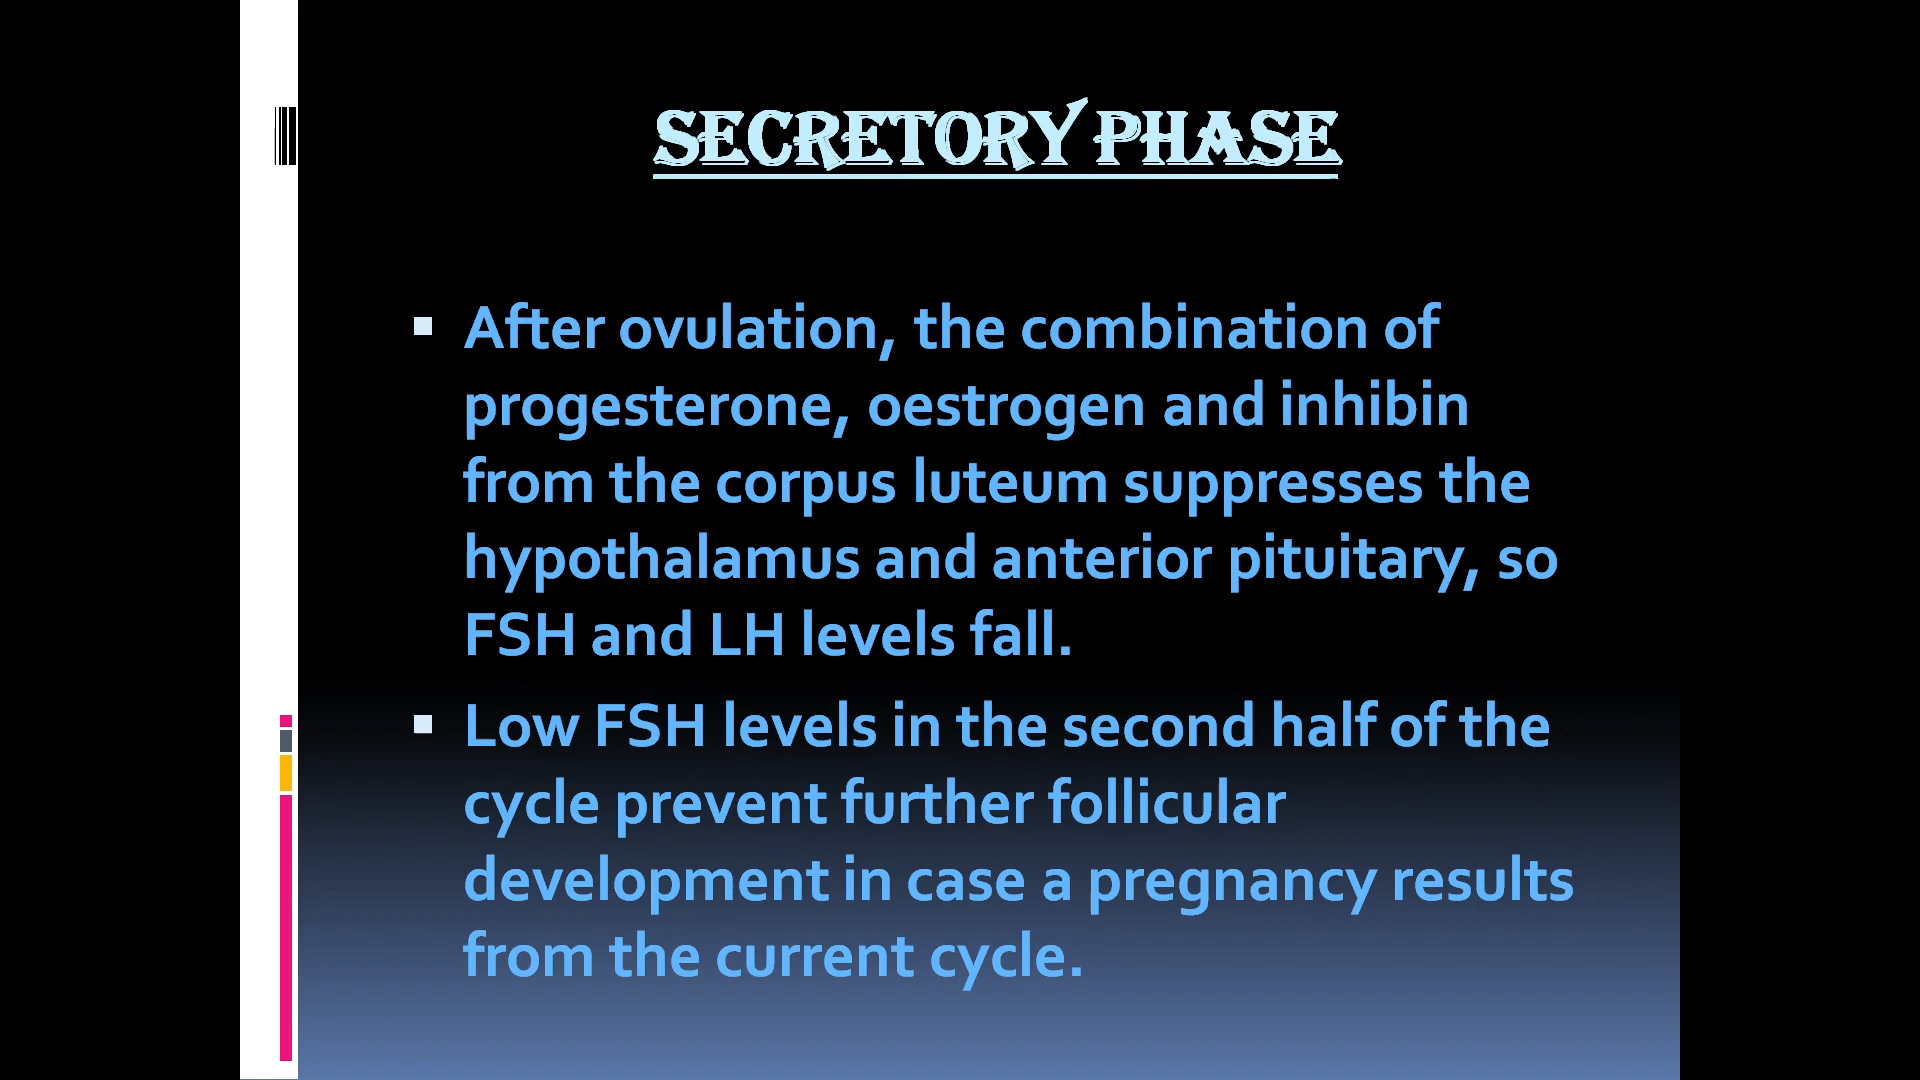 SECRETORY PHASE
▪ After ovulation, the combination of
progesterone, oestrogen and inhibin
from the corpus luteum suppresses the
hypothalamus and anterior pituitary, so
FSH and LH levels fall.
▪ Low FSH levels in the second half of the
cycle prevent further follicular
development in case a pregnancy results
from the current cycle.